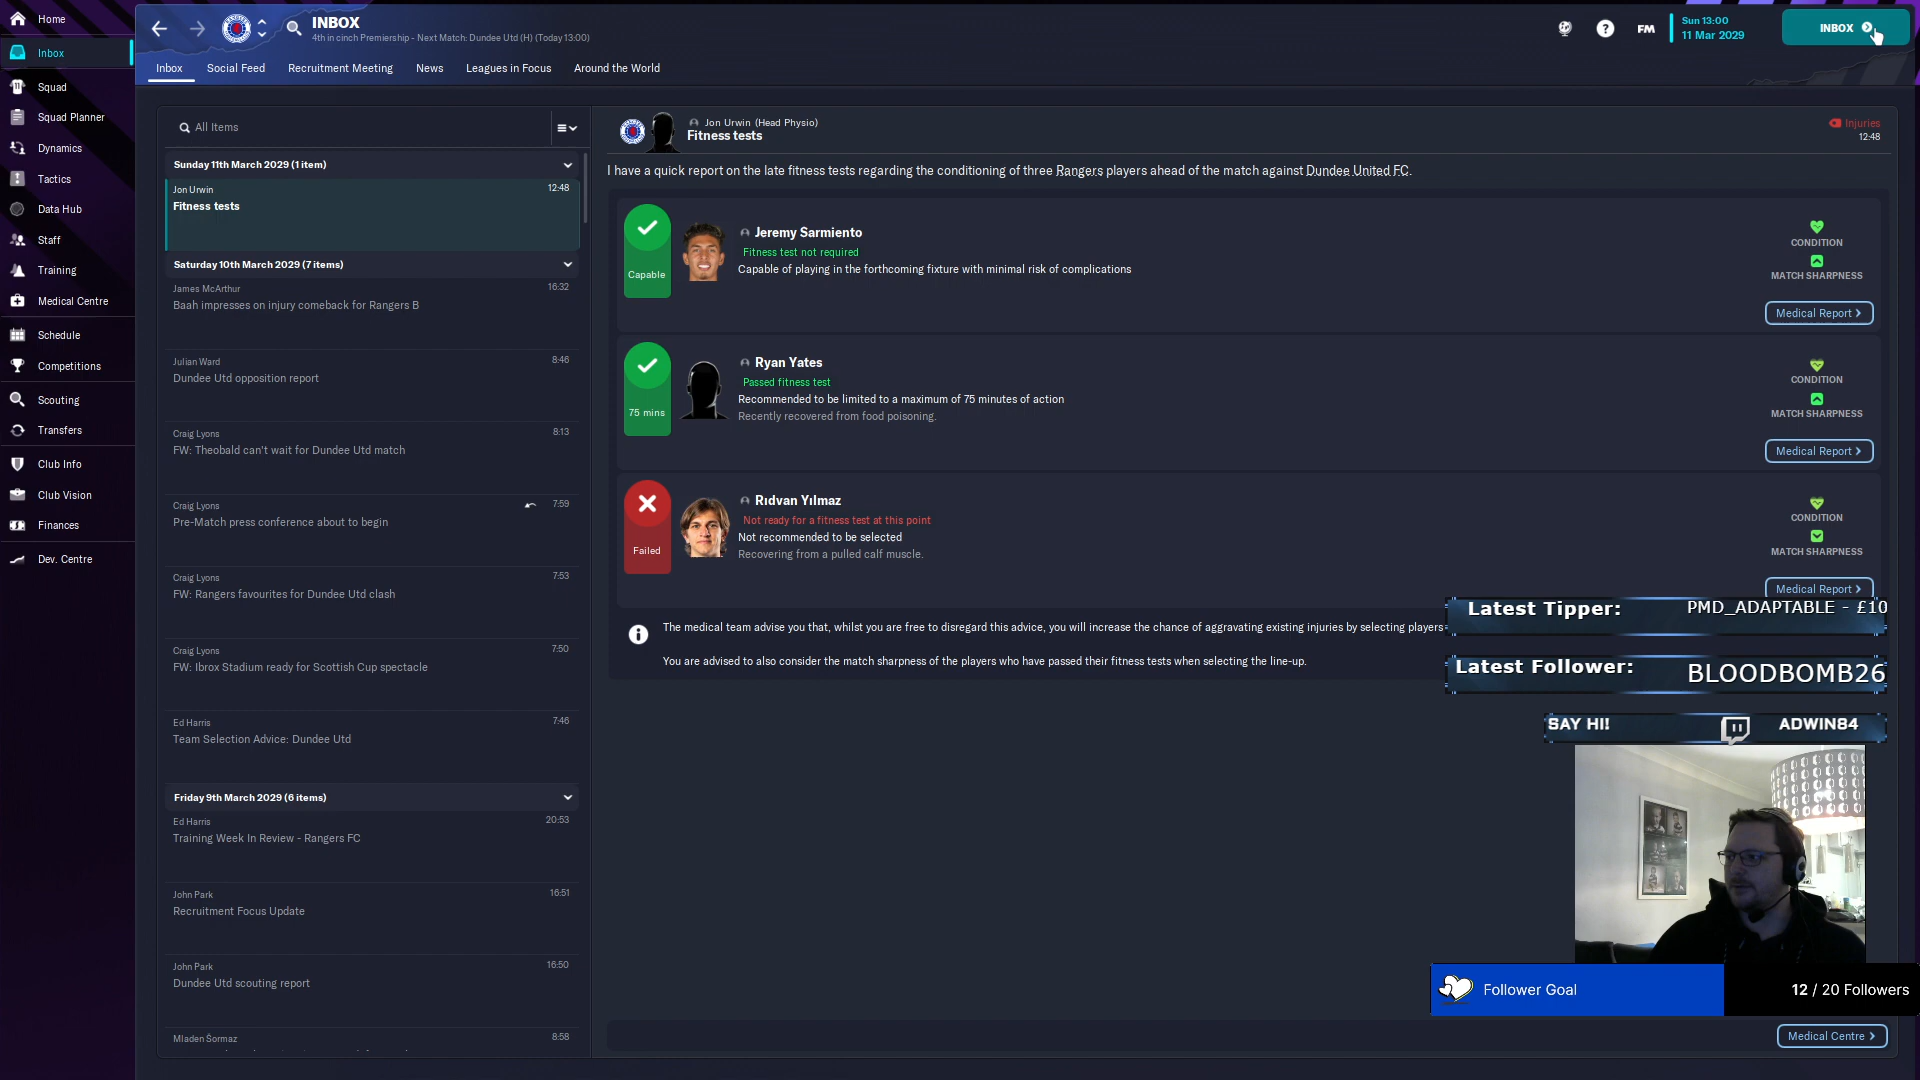 Home
Inbox
Squad
Squad Planner
Dynamics
Tactics
Data Hub
Staff
Training
Medical Centre
Schedule
Competitions
Scouting
Transfers
Club Info
Club Vision
Finances
Dev. Centre
INBOX
4th in cinch Premiership - Next Match: Dundee Utd (H) (Today 13:00)
FM
Sun 13:00
11 Mar 2029
INBOX
Inbox
Social Feed
Recruitment Meeting
News
Leagues in Focus
Around the World
All Items
Sunday 11th March 2029 (1 item)
Jon Urwin 12:48
Fitness tests
Saturday 10th March 2029 (7 items)
James McArthur 16:32
Baah impresses on injury comeback for Rangers B
Julian Ward 8:46
Dundee Utd opposition report
Craig Lyons 8:13
FW: Theobald can't wait for Dundee Utd match
Craig Lyons 7:59
Pre-Match press conference about to begin
Craig Lyons 7:53
FW: Rangers favourites for Dundee Utd clash
Craig Lyons 7:50
FW: Ibrox Stadium ready for Scottish Cup spectacle
Ed Harris 7:46
Team Selection Advice: Dundee Utd
Friday 9th March 2029 (6 items)
Ed Harris 20:53
Training Week In Review - Rangers FC
John Park 16:51
Recruitment Focus Update
John Park 16:50
Dundee Utd scouting report
Mladen Šormaz 8:58
Jon Urwin (Head Physio)
Fitness tests
Injuries
12:48
I have a quick report on the late fitness tests regarding the conditioning of three Rangers players ahead of the match against Dundee United FC.
Capable
Jeremy Sarmiento
Fitness test not required
Capable of playing in the forthcoming fixture with minimal risk of complications
CONDITION
MATCH SHARPNESS
Medical Report
75 mins
Ryan Yates
Passed fitness test
Recommended to be limited to a maximum of 75 minutes of action
Recently recovered from food poisoning.
CONDITION
MATCH SHARPNESS
Medical Report
Failed
Rıdvan Yılmaz
Not ready for a fitness test at this point
Not recommended to be selected
Recovering from a pulled calf muscle.
CONDITION
MATCH SHARPNESS
Medical Report
The medical team advise you that, whilst you are free to disregard this advice, you will increase the chance of aggravating existing injuries by selecting players
You are advised to also consider the match sharpness of the players who have passed their fitness tests when selecting the line-up.
Latest Tipper: PMD_ADAPTABLE - £10
Latest Follower: BLOODBOMB26
SAY HI! ADWIN84
Follower Goal 12 / 20 Followers
Medical Centre